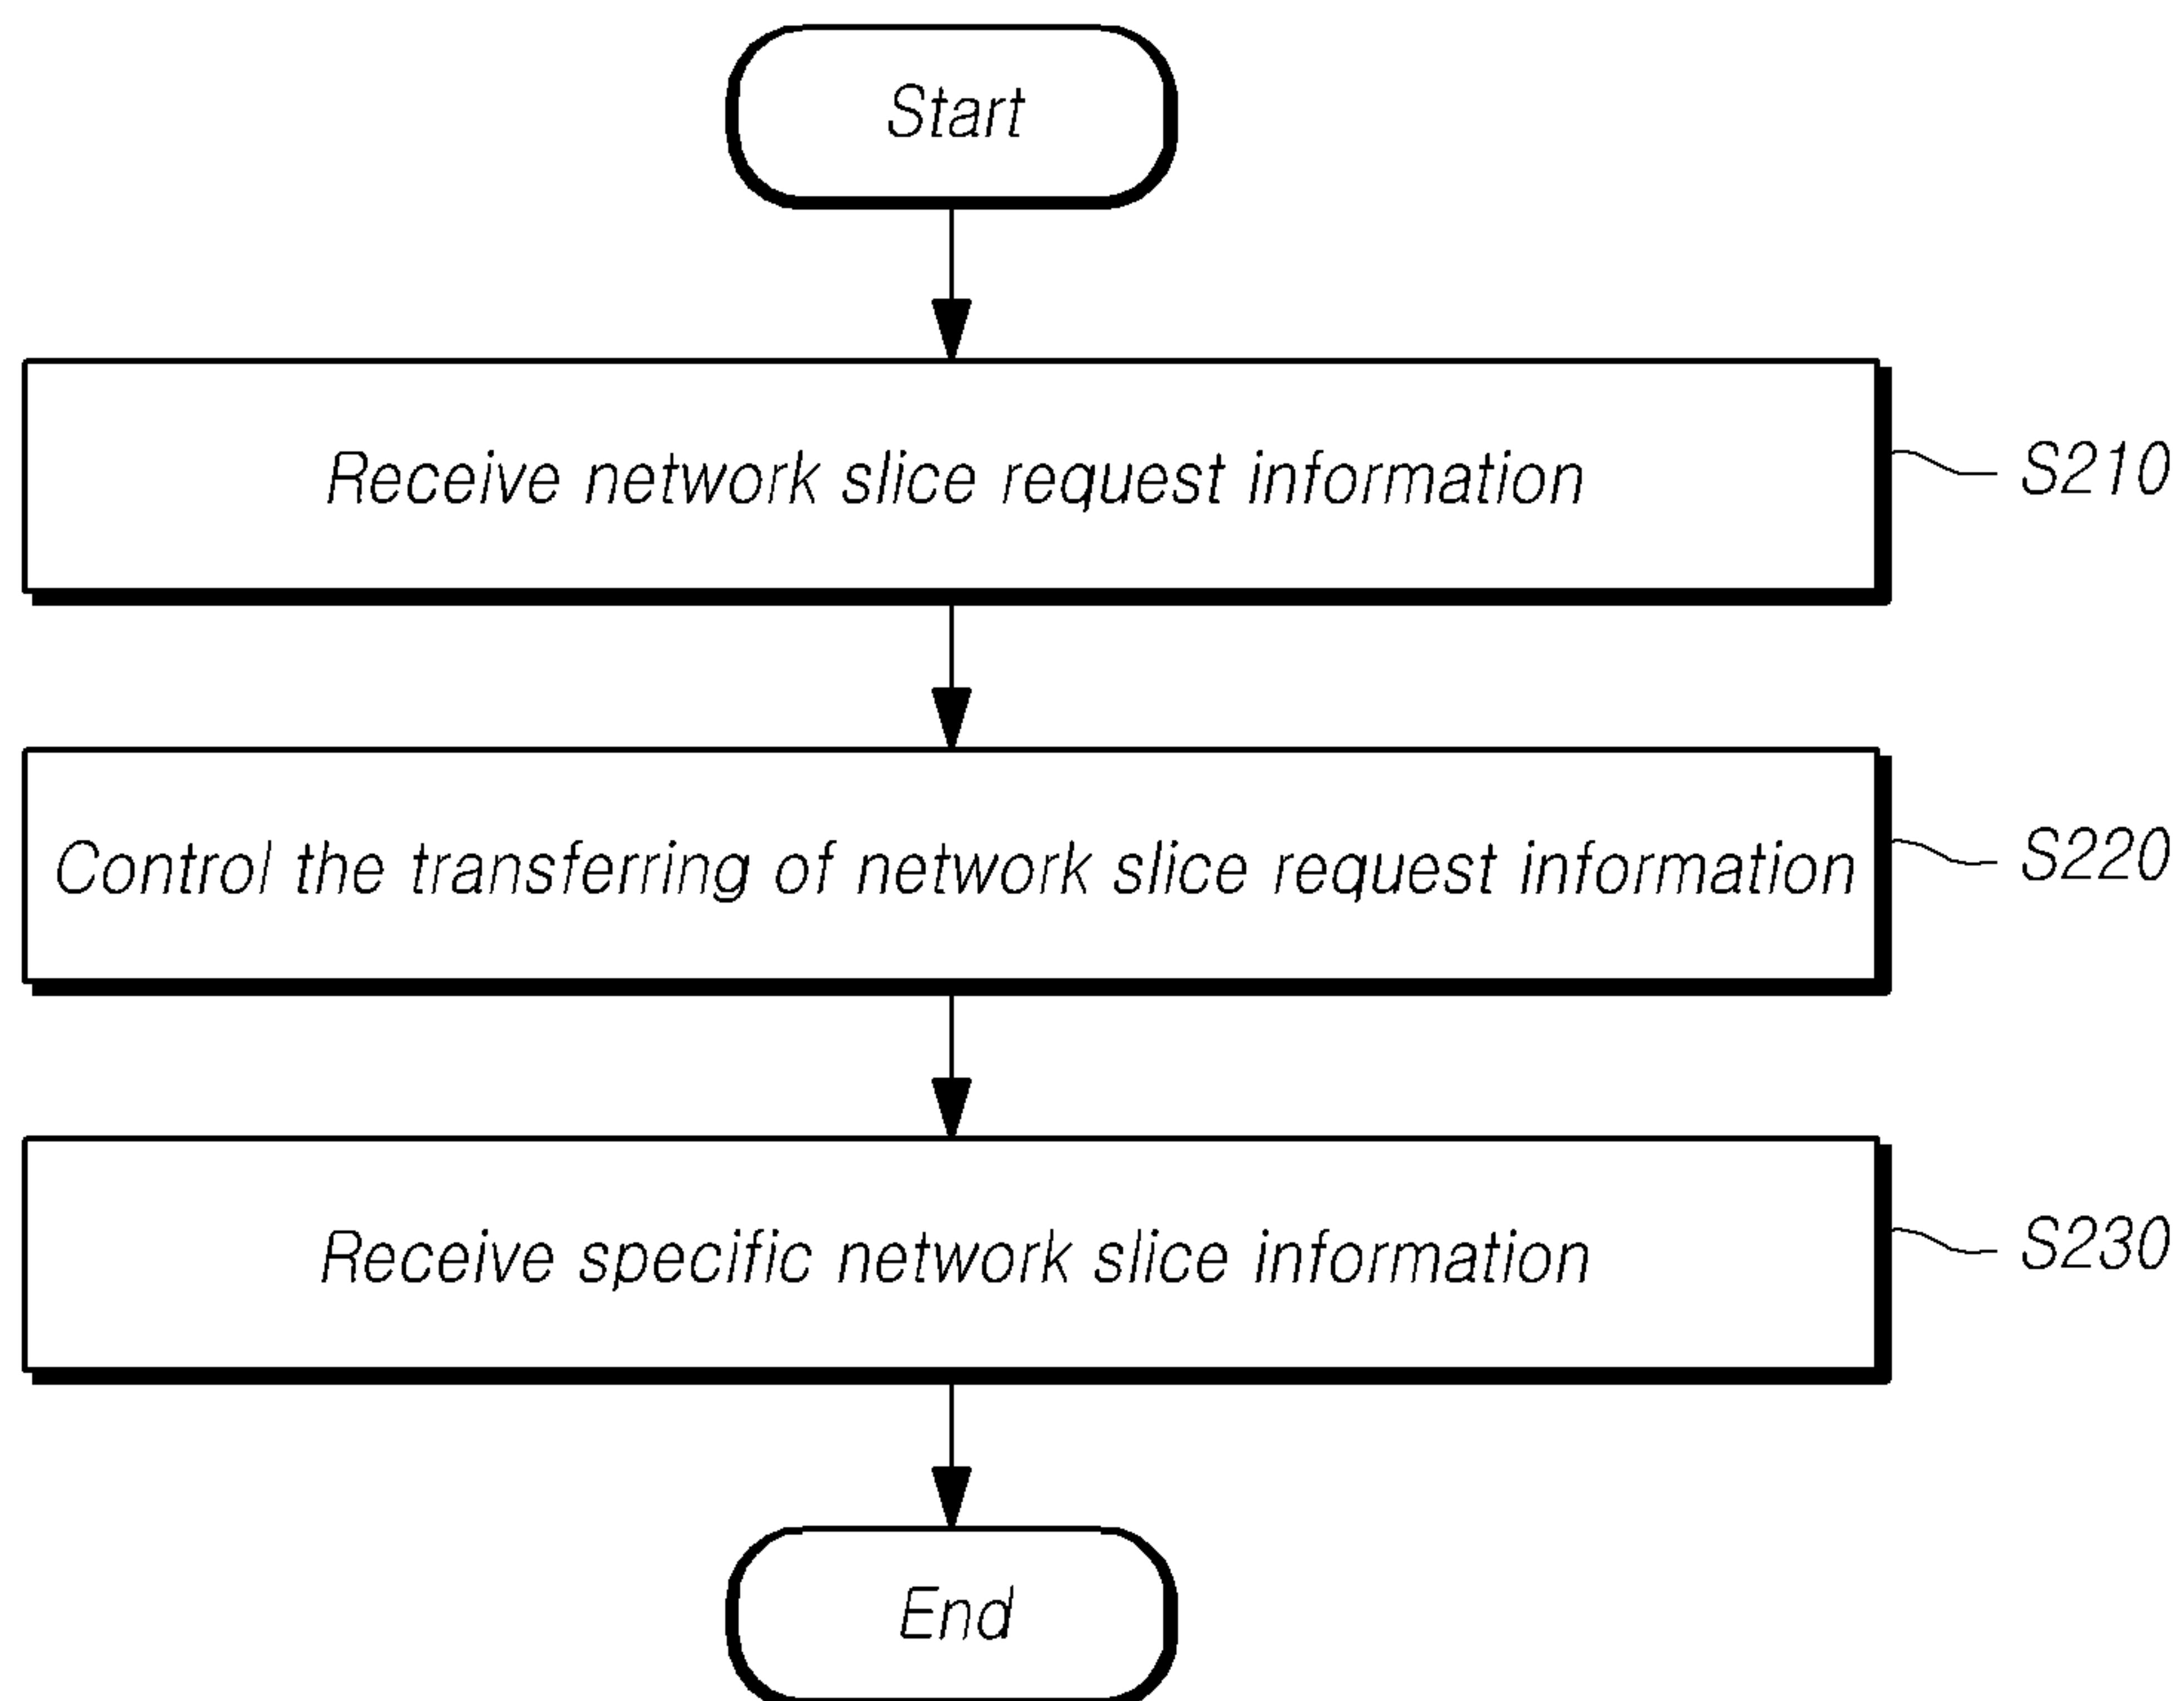 Start
Receive network slice request information
S210
Control the transferring of network slice request information
S220
Receive specific network slice information
S230
End